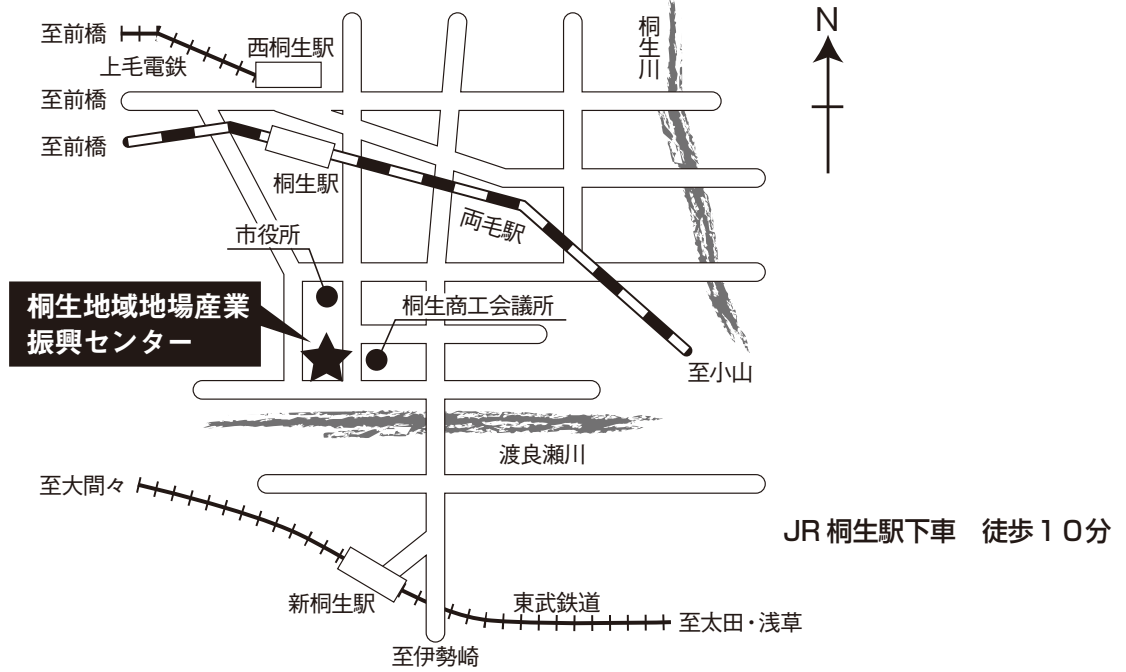 至前橋
上毛電鉄
西桐生駅
桐生川
N
至前橋
至前橋
桐生駅
両毛駅
市役所
桐生地域地場産業
振興センター
桐生商工会議所
至小山
渡良瀬川
至大間々
JR 桐生駅下車　徒歩１０分
新桐生駅
東武鉄道
至太田・浅草
至伊勢崎